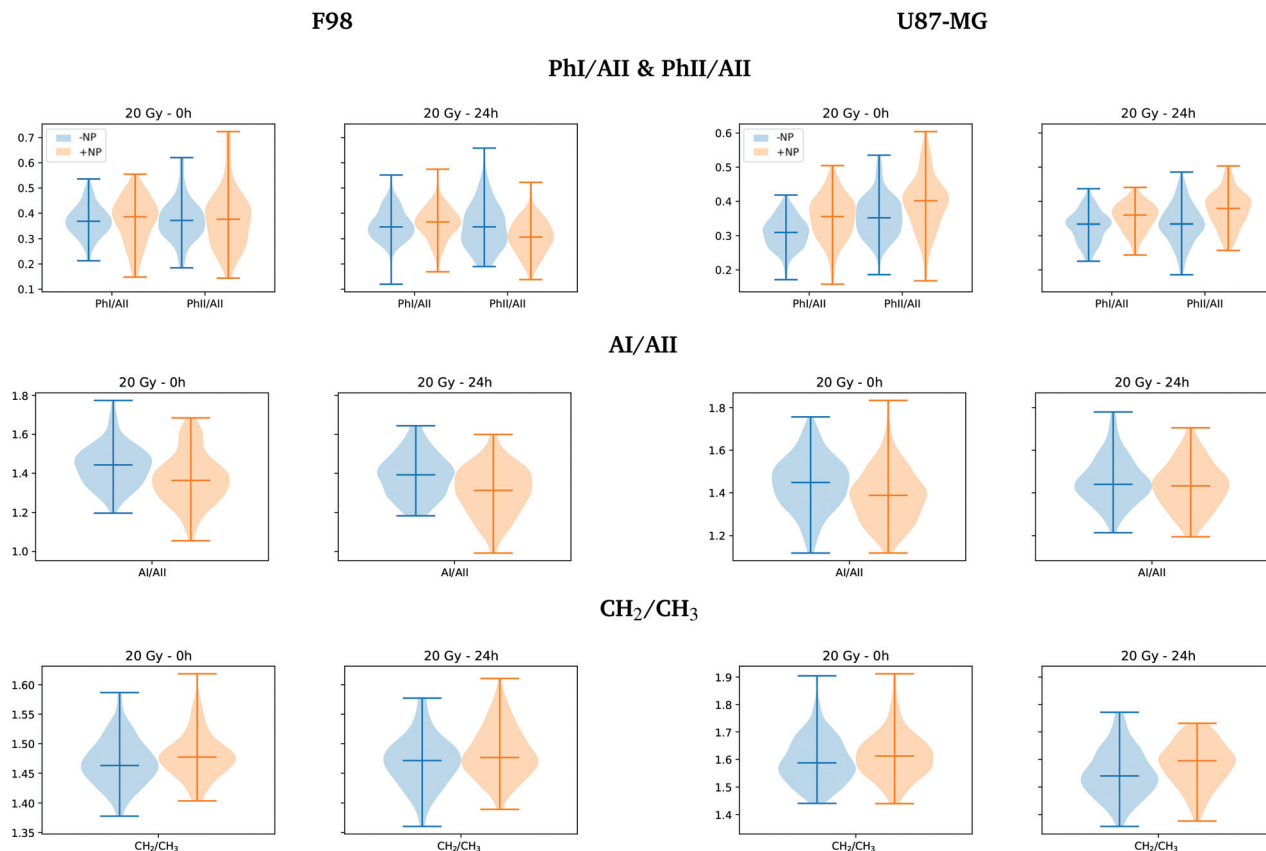 F98 U87-MG
PhI/AII & PhII/AII
20 Gy - 0h 20 Gy - 24h 20 Gy - 0h 20 Gy - 24h
-NP
+NP
-NP
+NP
0.7
0.6
0.5
0.4
0.3
0.2
0.1
0.6
0.5
0.4
0.3
0.2
PhI/AII PhII/AII PhI/AII PhII/AII PhI/AII PhII/AII PhI/AII PhII/AII
AI/AII
20 Gy - 0h 20 Gy - 24h 20 Gy - 0h 20 Gy - 24h
1.8
1.6
1.4
1.2
1.0
1.8
1.6
1.4
1.2
AI/AII AI/AII AI/AII AI/AII
CH₂/CH₃
20 Gy - 0h 20 Gy - 24h 20 Gy - 0h 20 Gy - 24h
1.60
1.55
1.50
1.45
1.40
1.35
1.9
1.8
1.7
1.6
1.5
1.4
CH₂/CH₃ CH₂/CH₃ CH₂/CH₃ CH₂/CH₃